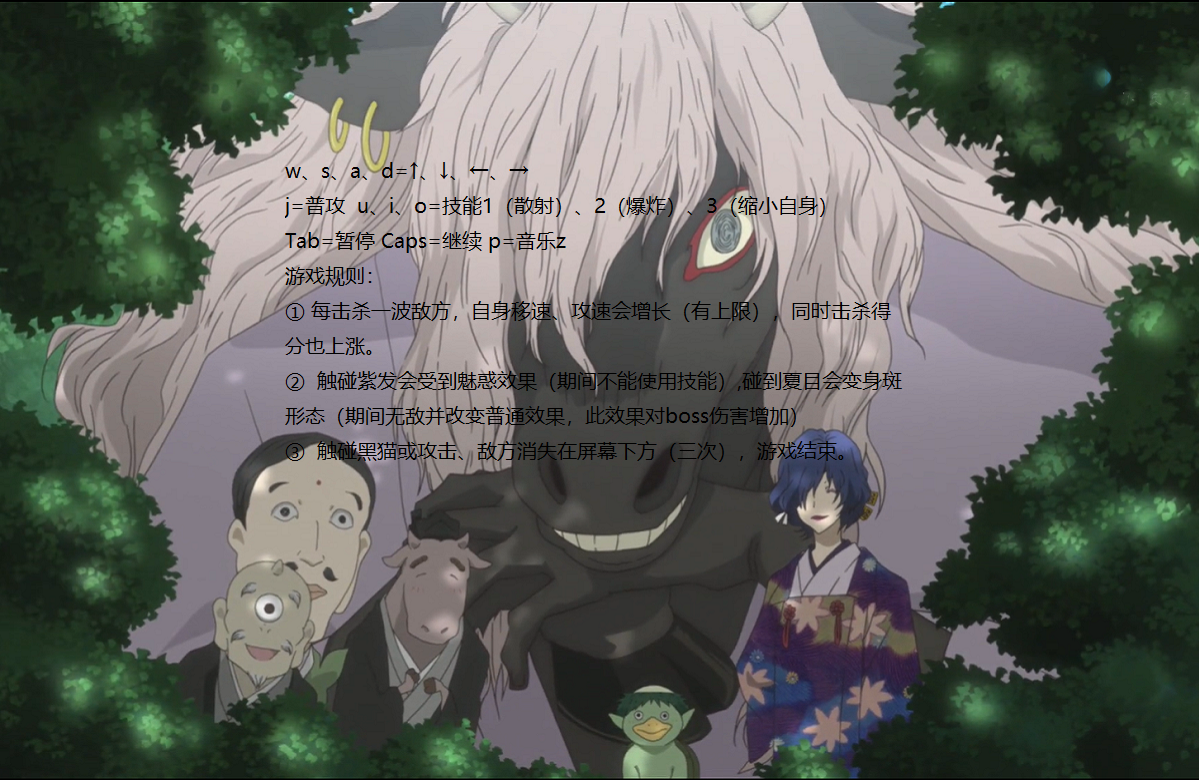 w、s、a、d=↑、↓、←、→
j=普攻 u、i、o=技能1（散射）、2（爆炸）、3（缩小自身）
Tab=暂停 Caps=继续 p=音乐z
游戏规则：
① 每击杀一波敌方，自身移速、攻速会增长（有上限），同时击杀得
分也上涨。
② 触碰紫发会受到魅惑效果（期间不能使用技能）,碰到夏目会变身斑
形态（期间无敌并改变普通效果，此效果对boss伤害增加）
③ 触碰黑猫或攻击、敌方消失在屏幕下方（三次），游戏结束。